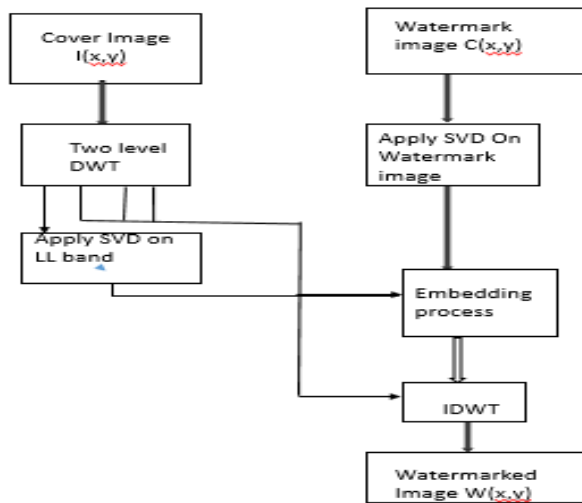 Cover Image
I(x,y)
Watermark
image C(x,y)
Two level
DWT
Apply SVD On
Watermark
image
Apply SVD on
LL band
Embedding
process
IDWT
Watermarked
Image W(x,y)